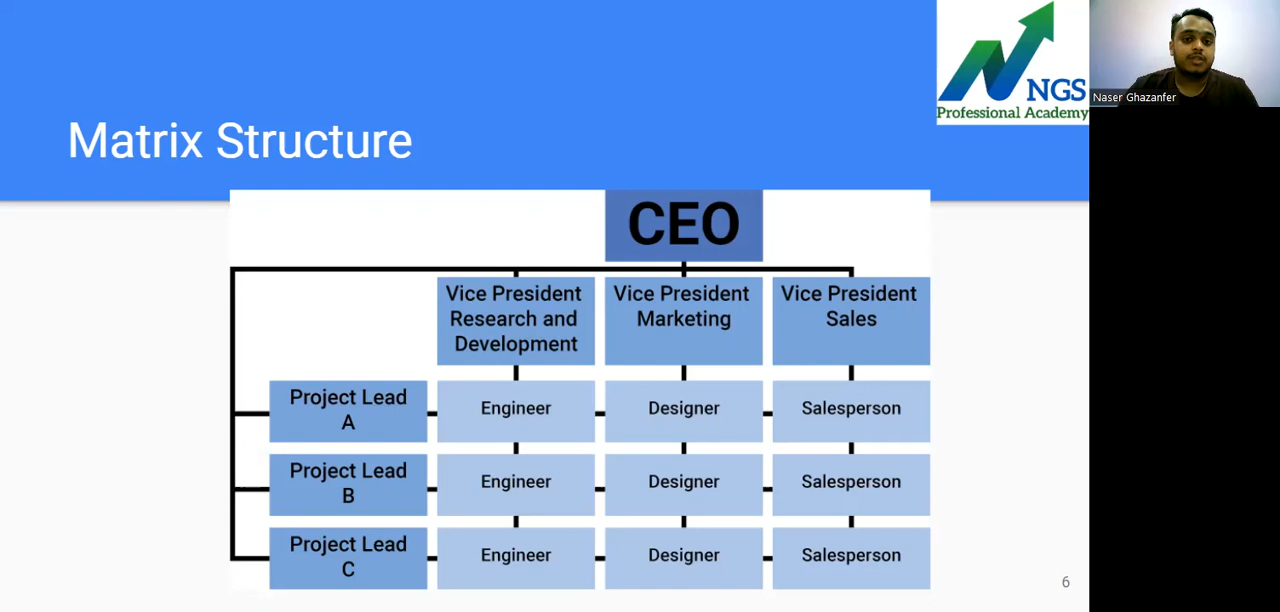 NGS
Professional Academy
Naser Ghazanfer
Matrix Structure
CEO
Vice President
Research and
Development
Vice President
Marketing
Vice President
Sales
Project Lead
A
Engineer
Designer
Salesperson
Project Lead
B
Engineer
Designer
Salesperson
Project Lead
C
Engineer
Designer
Salesperson
6